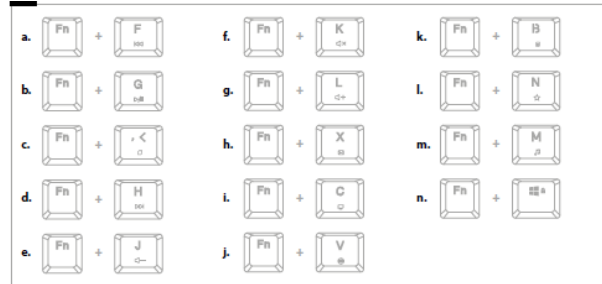 a. Fn + F
b. Fn + G
c. Fn + , <
d. Fn + H
e. Fn + J
f. Fn + K
g. Fn + L
h. Fn + X
i. Fn + C
j. Fn + V
k. Fn + B
l. Fn + N
m. Fn + M
n. Fn +